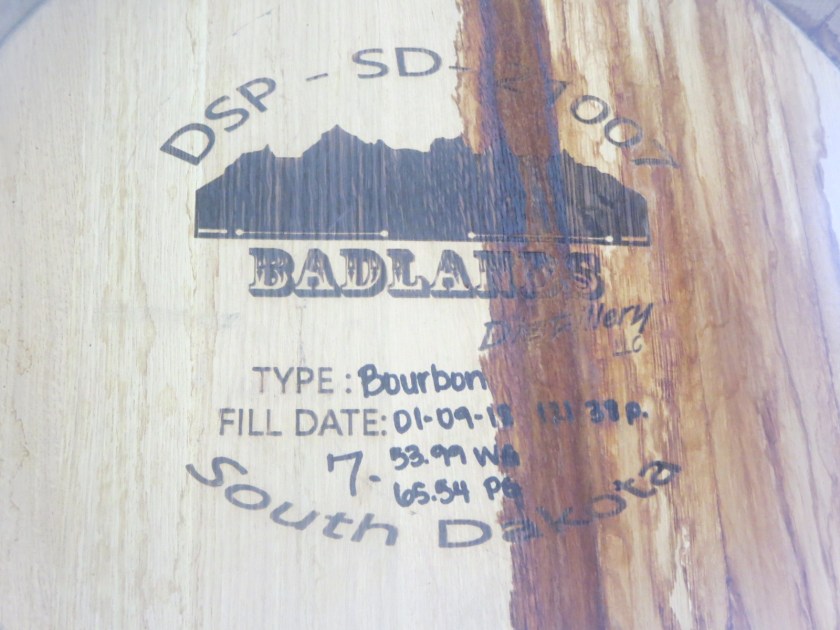 DSP - SD- 21007
BADLANDS
Distillery
TYPE: Bourbon
FILL DATE: 01-09-18
7. 53.99 WG
65.54 PG
South Dakota